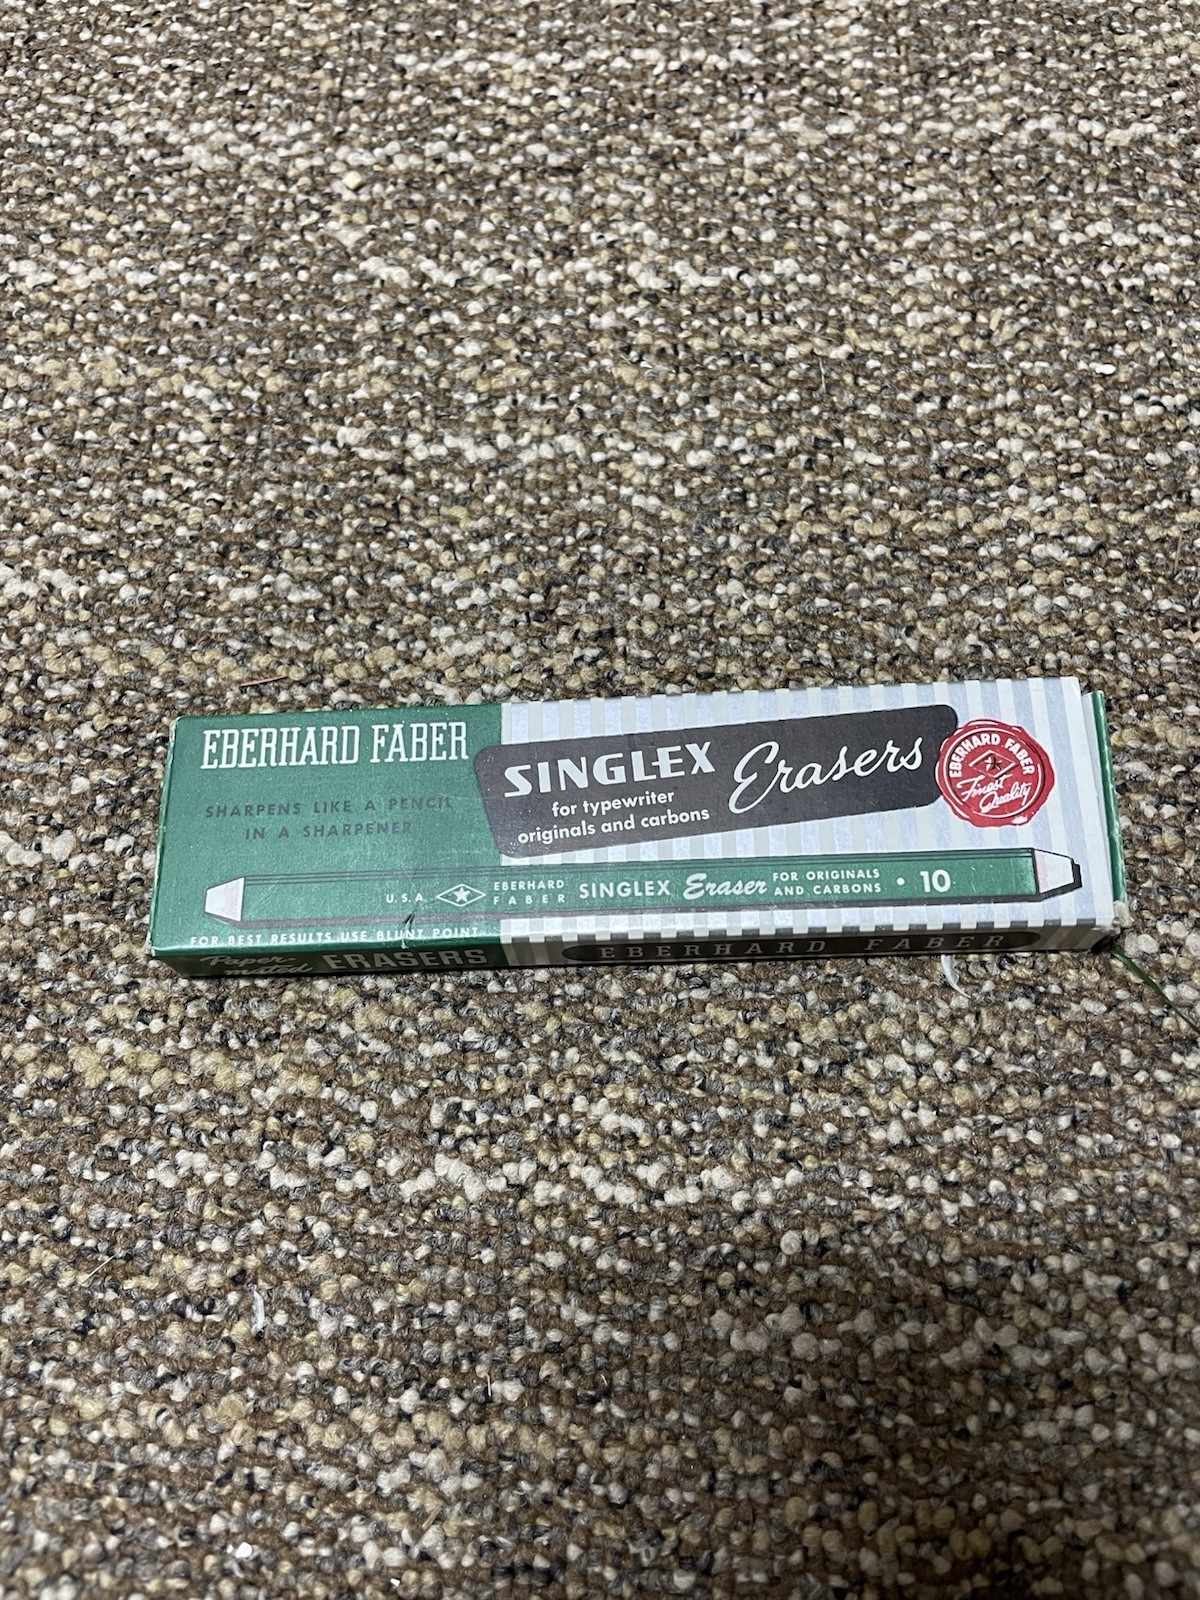 EBERHARD FABER
SHARPENS LIKE A PENCIL
IN A SHARPENER
SINGLEX Erasers
for typewriter
originals and carbons
EBERHARD FABER
Finest
Quality
U.S.A. EBERHARD FABER SINGLEX Eraser FOR ORIGINALS AND CARBONS • 10
FOR BEST RESULTS USE BLUNT POINT
Paper-
mated ERASERS
EBERHARD FABER